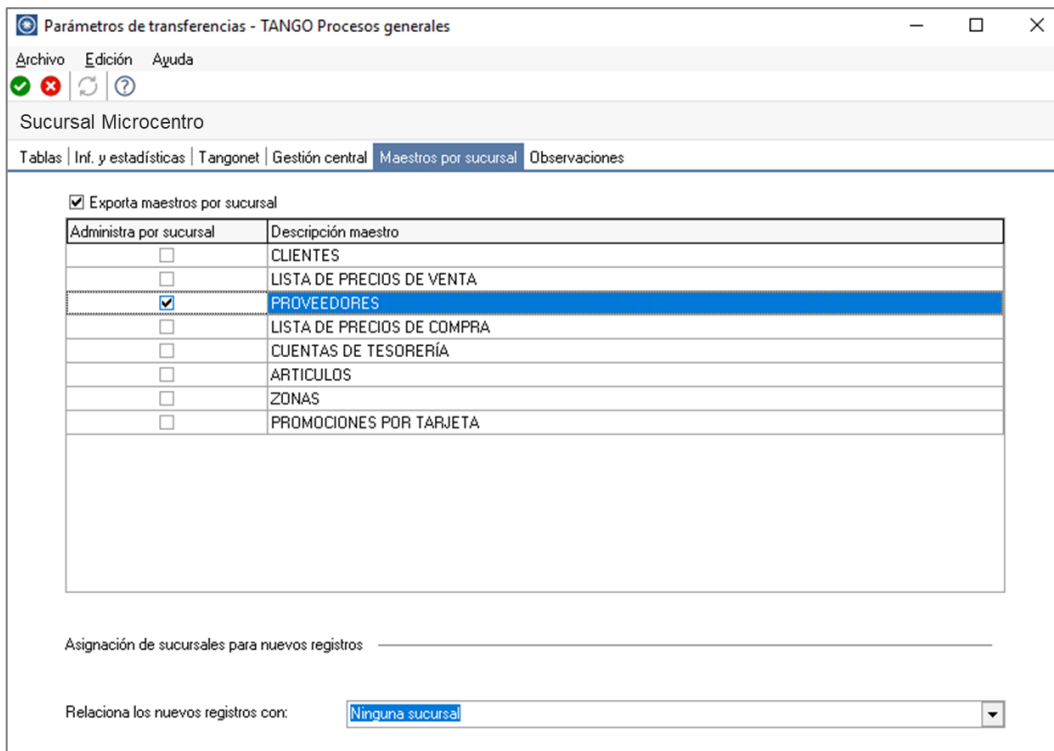 Parámetros de transferencias - TANGO Procesos generales
Archivo Edición Ayuda
Sucursal Microcentro
Tablas Inf. y estadísticas Tangonet Gestión central Maestros por sucursal Observaciones
Exporta maestros por sucursal
Administra por sucursal Descripción maestro
CLIENTES
LISTA DE PRECIOS DE VENTA
PROVEEDORES
LISTA DE PRECIOS DE COMPRA
CUENTAS DE TESORERÍA
ARTICULOS
ZONAS
PROMOCIONES POR TARJETA
Asignación de sucursales para nuevos registros
Relaciona los nuevos registros con: Ninguna sucursal